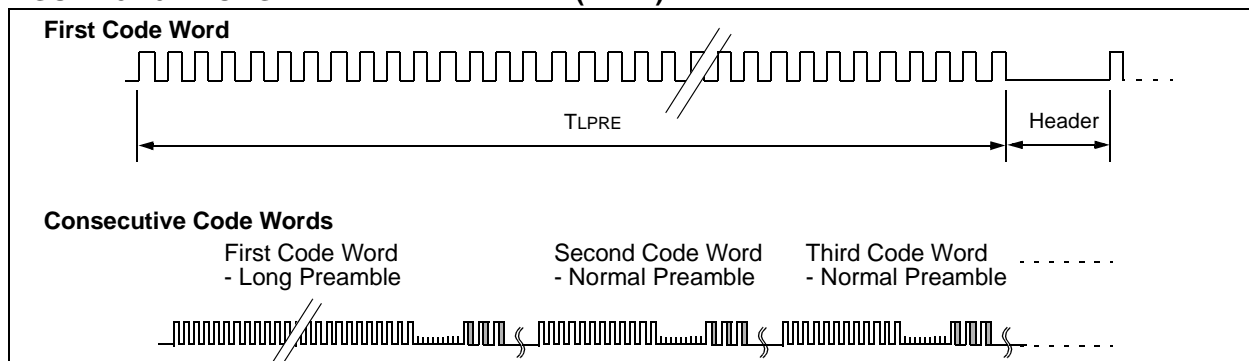 First Code Word
TLPRE
Header
Consecutive Code Words
First Code Word
- Long Preamble
Second Code Word
- Normal Preamble
Third Code Word
- Normal Preamble